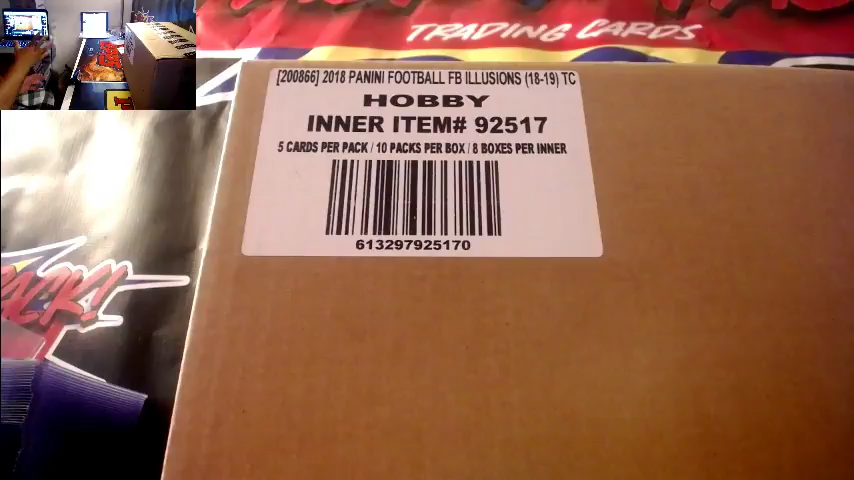 TRADING CARDS
[200866] 2018 PANINI FOOTBALL FB ILLUSIONS (18-19) TC
HOBBY
INNER ITEM# 92517
5 CARDS PER PACK / 10 PACKS PER BOX / 8 BOXES PER INNER
613297925170